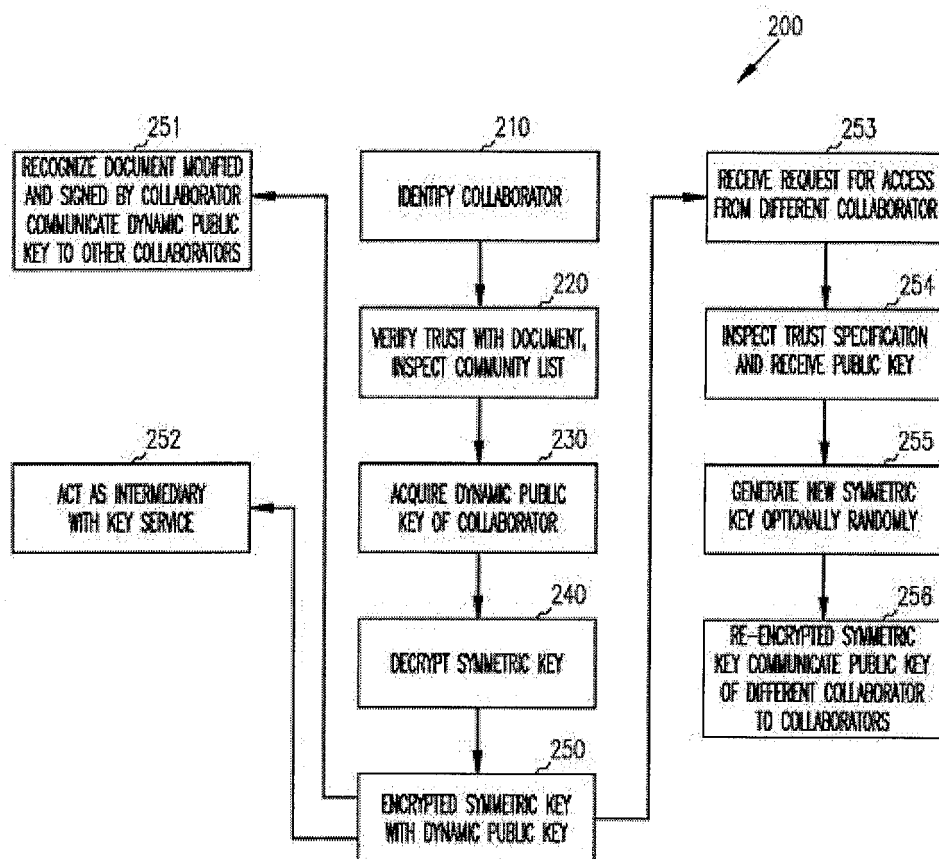 200
251
RECOGNIZE DOCUMENT MODIFIED
AND SIGNED BY COLLABORATOR
COMMUNICATE DYNAMIC PUBLIC
KEY TO OTHER COLLABORATORS
252
ACT AS INTERMEDIARY
WITH KEY SERVICE
210
IDENTIFY COLLABORATOR
220
VERIFY TRUST WITH DOCUMENT,
INSPECT COMMUNITY LIST
230
ACQUIRE DYNAMIC PUBLIC
KEY OF COLLABORATOR
240
DECRYPT SYMMETRIC KEY
250
ENCRYPTED SYMMETRIC KEY
WITH DYNAMIC PUBLIC KEY
253
RECEIVE REQUEST FOR ACCESS
FROM DIFFERENT COLLABORATOR
254
INSPECT TRUST SPECIFICATION
AND RECEIVE PUBLIC KEY
255
GENERATE NEW SYMMETRIC
KEY OPTIONALLY RANDOMLY
256
RE-ENCRYPTED SYMMETRIC
KEY COMMUNICATE PUBLIC KEY
OF DIFFERENT COLLABORATOR
TO COLLABORATORS